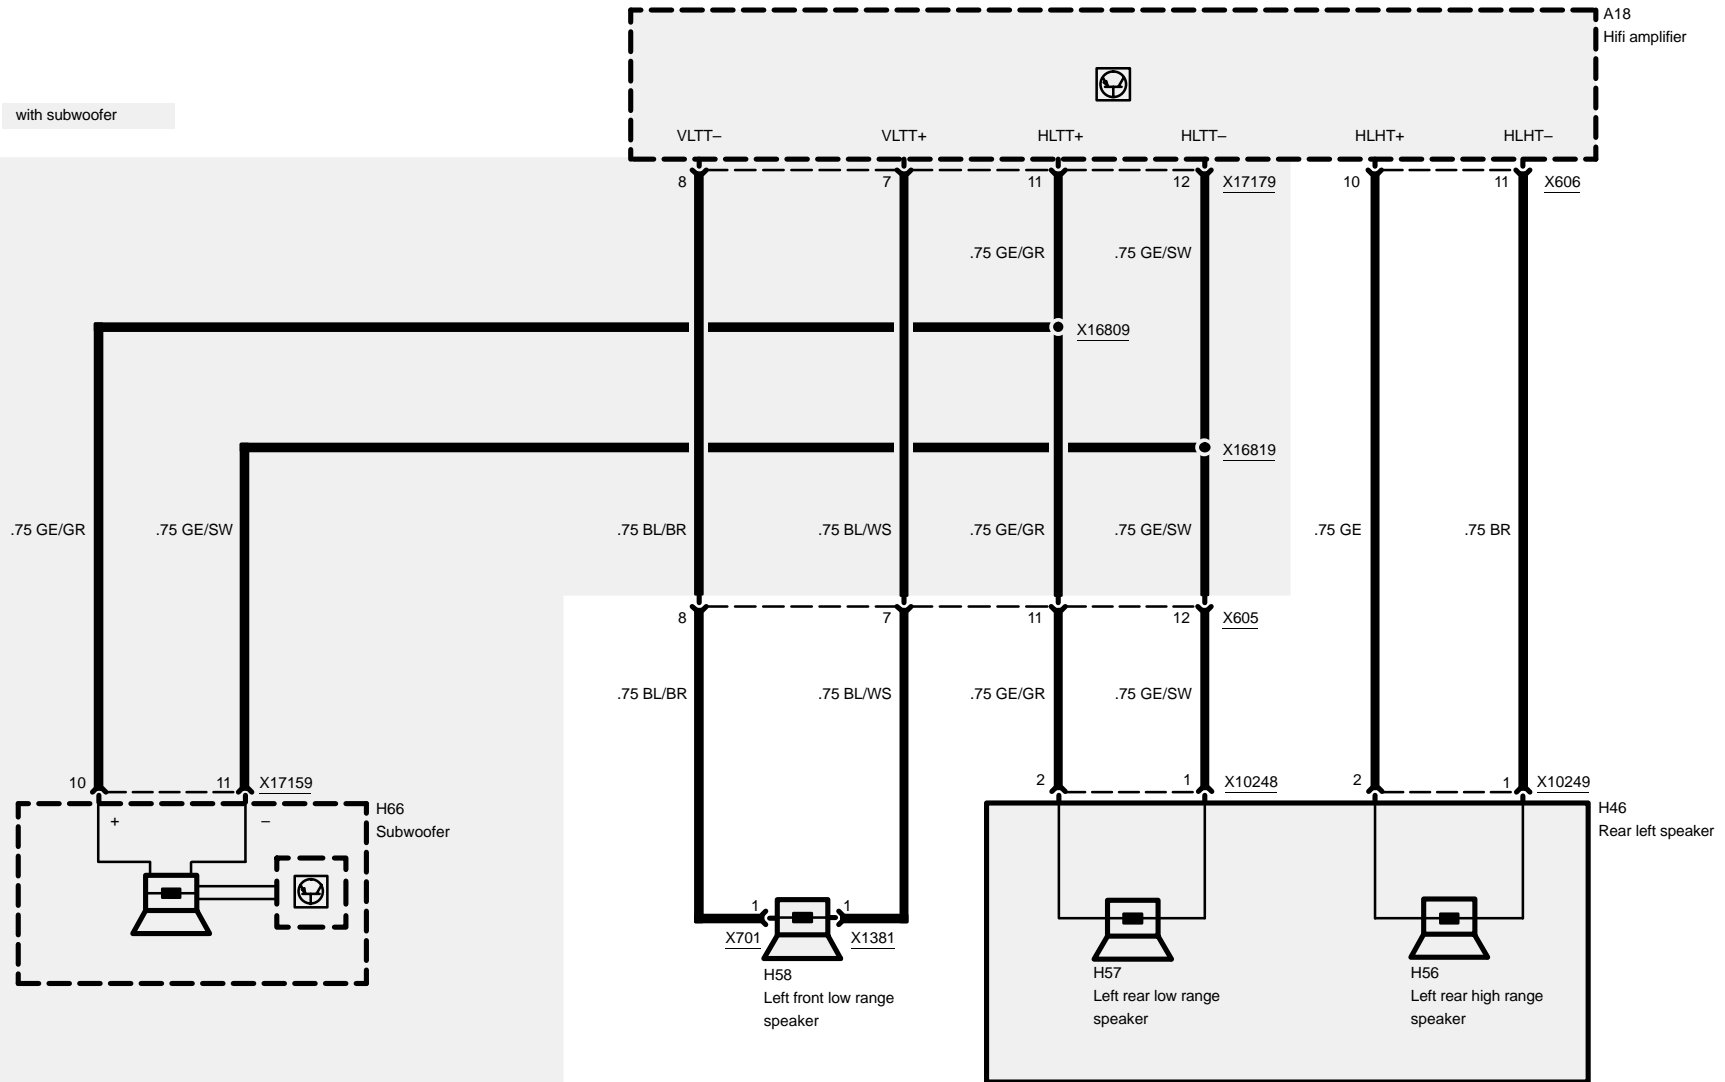 A18
Hifi amplifier
with subwoofer
VLTT–
VLTT+
HLTT+
HLTT–
HLHT+
HLHT–
8
7
11
12
X17179
10
11
X606
.75 GE/GR
.75 GE/SW
X16809
X16819
.75 GE/GR
.75 GE/SW
.75 BL/BR
.75 BL/WS
.75 GE/GR
.75 GE/SW
.75 GE
.75 BR
8
7
11
12
X605
.75 BL/BR
.75 BL/WS
.75 GE/GR
.75 GE/SW
10
11
X17159
2
1
X10248
2
1
X10249
H66
Subwoofer
+
–
H46
Rear left speaker
1
1
X701
X1381
H58
Left front low range
speaker
H57
Left rear low range
speaker
H56
Left rear high range
speaker